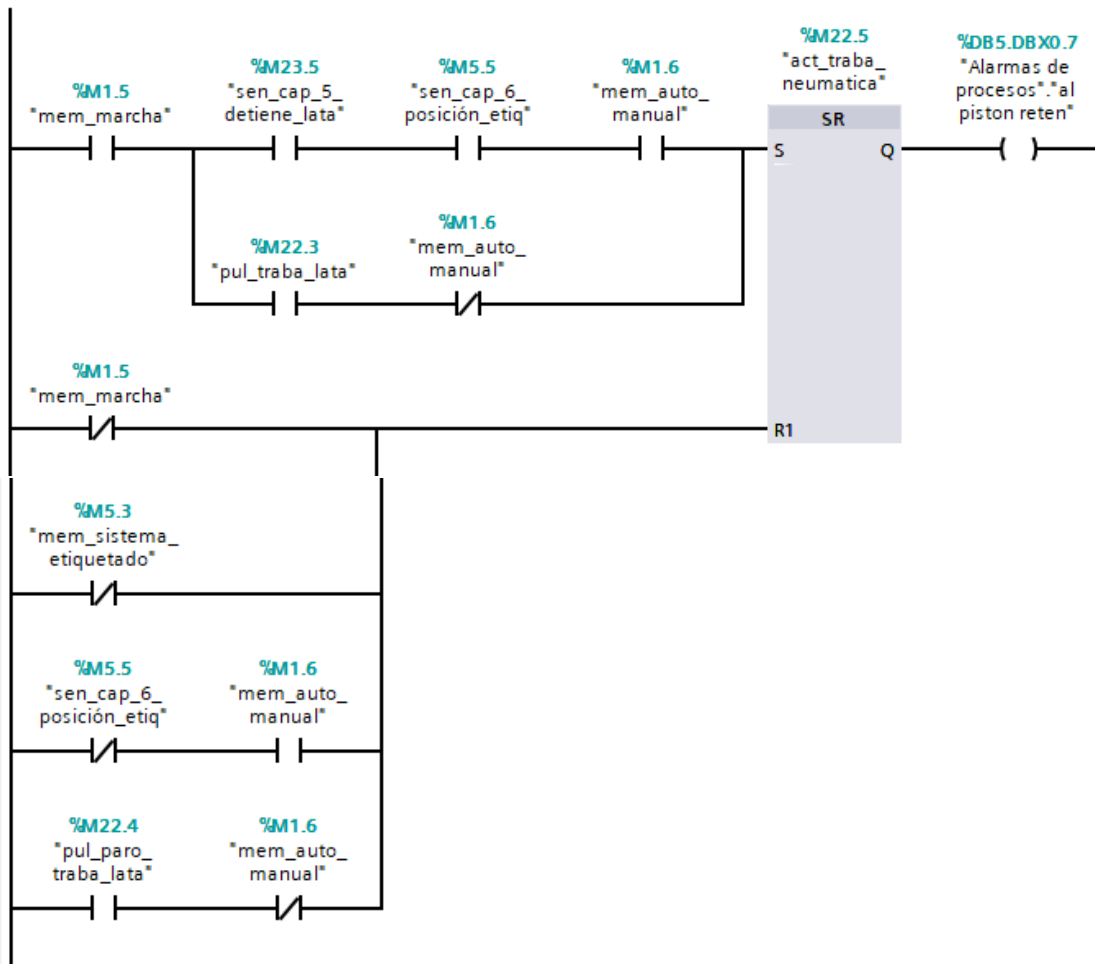 %M1.5
"mem_marcha"
%M23.5
"sen_cap_5_
detiene_lata"
%M5.5
"sen_cap_6_
posición_etiq"
%M1.6
"mem_auto_
manual"
%M22.5
"act_traba_
neumatica"
SR
S
Q
R1
%DB5.DBX0.7
"Alarmas de
procesos"."al
piston reten"
%M22.3
"pul_traba_lata"
%M1.6
"mem_auto_
manual"
%M1.5
"mem_marcha"
%M5.3
"mem_sistema_
etiquetado"
%M5.5
"sen_cap_6_
posición_etiq"
%M1.6
"mem_auto_
manual"
%M22.4
"pul_paro_
traba_lata"
%M1.6
"mem_auto_
manual"